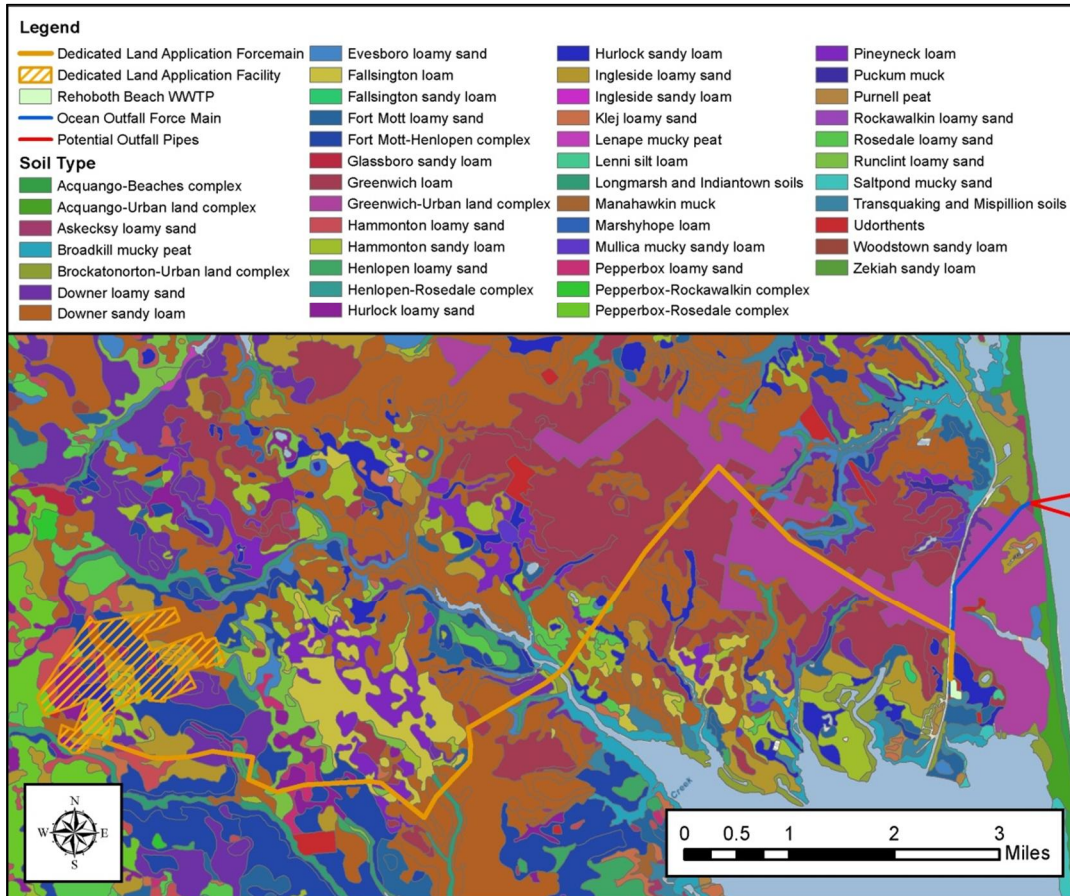 Legend
Dedicated Land Application Forcemain
Dedicated Land Application Facility
Rehoboth Beach WWTP
Ocean Outfall Force Main
Potential Outfall Pipes
Soil Type
Acquango-Beaches complex
Acquango-Urban land complex
Askecksy loamy sand
Broadkill mucky peat
Brockatonorton-Urban land complex
Downer loamy sand
Downer sandy loam
Evesboro loamy sand
Fallsington loam
Fallsington sandy loam
Fort Mott loamy sand
Fort Mott-Henlopen complex
Glassboro sandy loam
Greenwich loam
Greenwich-Urban land complex
Hammonton loamy sand
Hammonton sandy loam
Henlopen loamy sand
Henlopen-Rosedale complex
Hurlock loamy sand
Hurlock sandy loam
Ingleside loamy sand
Ingleside sandy loam
Klej loamy sand
Lenape mucky peat
Lenni silt loam
Longmarsh and Indiantown soils
Manahawkin muck
Marshyhope loam
Mullica mucky sandy loam
Pepperbox loamy sand
Pepperbox-Rockawalkin complex
Pepperbox-Rosedale complex
Pineyneck loam
Puckum muck
Purnell peat
Rockawalkin loamy sand
Rosedale loamy sand
Runclint loamy sand
Saltpond mucky sand
Transquaking and Mispillion soils
Udorthents
Woodstown sandy loam
Zekiah sandy loam
Creek
N
W E
S
0 0.5 1 2 3
Miles